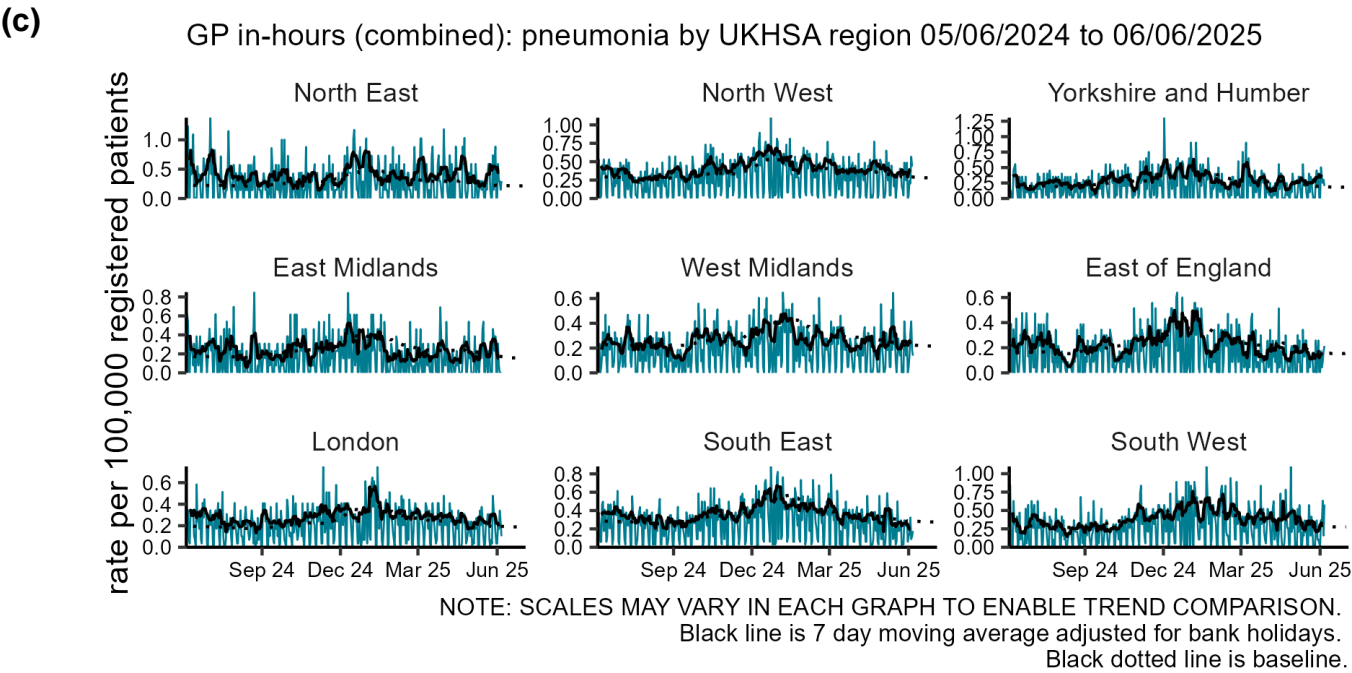 (c)
GP in-hours (combined): pneumonia by UKHSA region 05/06/2024 to 06/06/2025
rate per 100,000 registered patients
North East
1.0
0.5
0.0
North West
1.00
0.75
0.50
0.25
0.00
Yorkshire and Humber
1.25
1.00
0.75
0.50
0.25
0.00
East Midlands
0.8
0.6
0.4
0.2
0.0
West Midlands
0.6
0.4
0.2
0.0
East of England
0.6
0.4
0.2
0.0
London
0.6
0.4
0.2
0.0
Sep 24 Dec 24 Mar 25 Jun 25
South East
0.8
0.6
0.4
0.2
0.0
Sep 24 Dec 24 Mar 25 Jun 25
South West
1.00
0.75
0.50
0.25
0.00
Sep 24 Dec 24 Mar 25 Jun 25
NOTE: SCALES MAY VARY IN EACH GRAPH TO ENABLE TREND COMPARISON.
Black line is 7 day moving average adjusted for bank holidays.
Black dotted line is baseline.